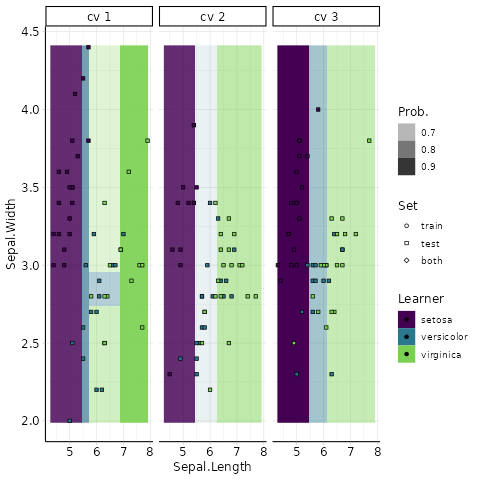 cv 1 cv 2 cv 3
4.5
4.0
3.5
3.0
2.5
2.0
Sepal.Width
5 6 7 8 5 6 7 8 5 6 7 8
Sepal.Length
Prob.
0.7
0.8
0.9
Set
train
test
both
Learner
setosa
versicolor
virginica